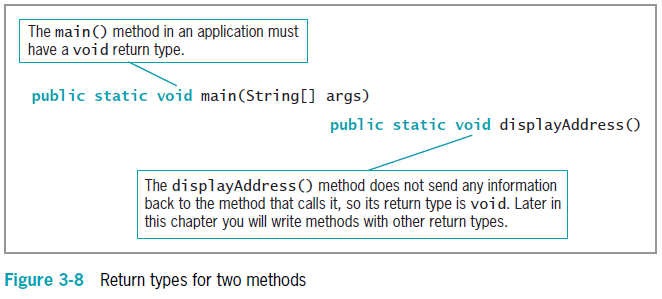 The main() method in an application must
have a void return type.
public static void main(String[] args)
public static void displayAddress()
The displayAddress() method does not send any information
back to the method that calls it, so its return type is void. Later in
this chapter you will write methods with other return types.
Figure 3-8 Return types for two methods